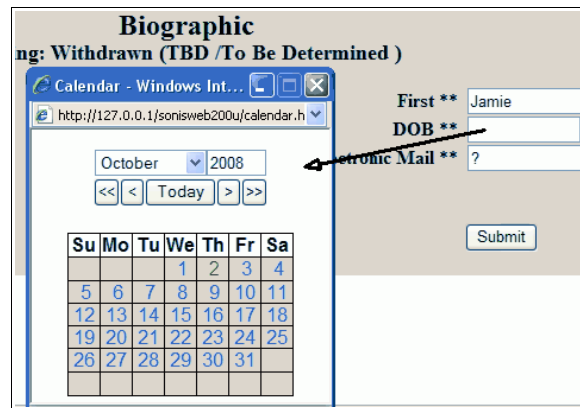 Biographic
ng: Withdrawn (TBD /To Be Determined )
Calendar - Windows Int...
http://127.0.0.1/sonisweb200u/calendar.h
October 2008
<< < Today > >>
Su Mo Tu We Th Fr Sa
1 2 3 4
5 6 7 8 9 10 11
12 13 14 15 16 17 18
19 20 21 22 23 24 25
26 27 28 29 30 31
First ** Jamie
DOB **
ctronic Mail ** ?
Submit